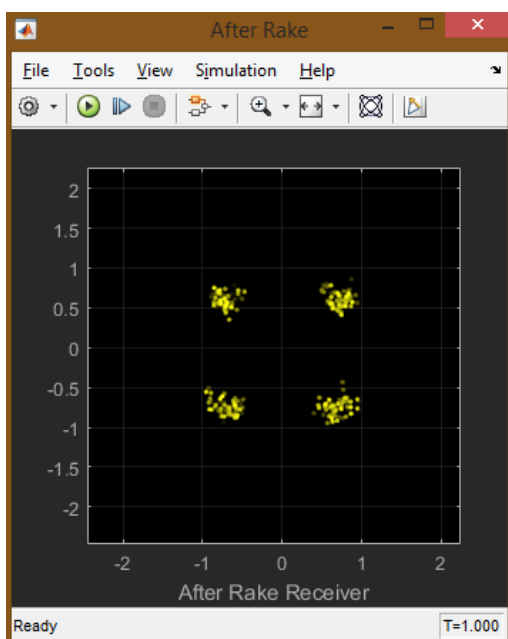 After Rake
File Tools View Simulation Help
2
1.5
1
0.5
0
-0.5
-1
-1.5
-2
-2 -1 0 1 2
After Rake Receiver
Ready T=1.000